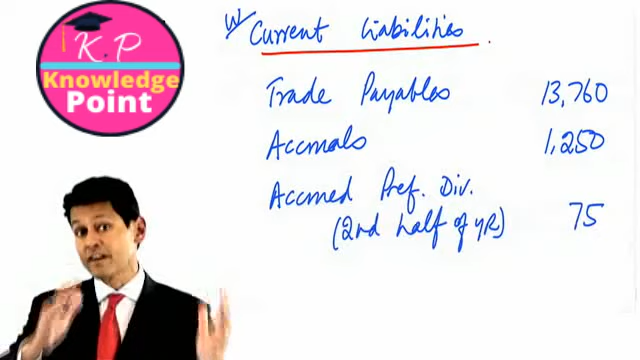 K.P
Knowledge
Point
W Current Liabilities.
Trade Payables 13,760
Accruals 1,250
Accrued Pref. Div.
(2nd half of yR) 75